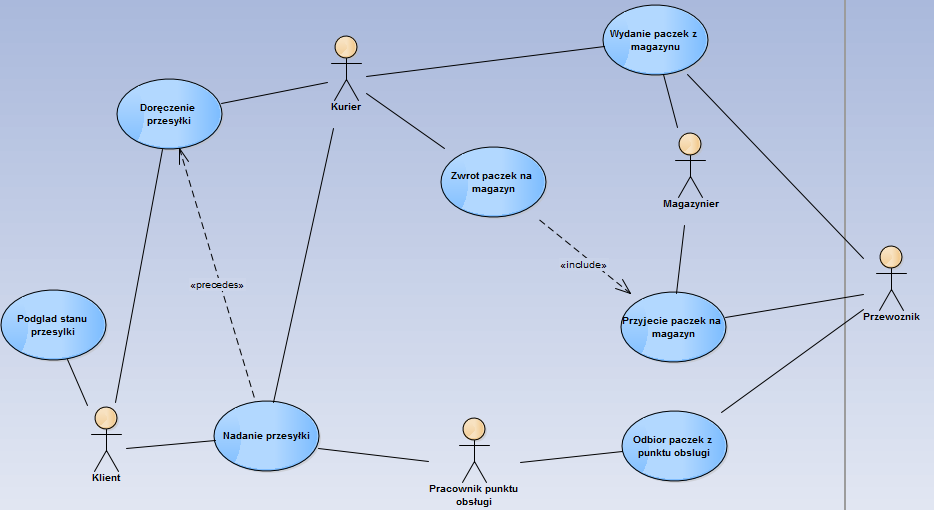 Wydanie paczek z
magazynu
Kurier
Doręczenie
przesyłki
Zwrot paczek na
magazyn
Magazynier
«include»
«precedes»
Podglad stanu
przesylki
Przyjecie paczek na
magazyn
Przewoznik
Nadanie przesyłki
Klient
Pracownik punktu
obsługi
Odbior paczek z
punktu obslugi